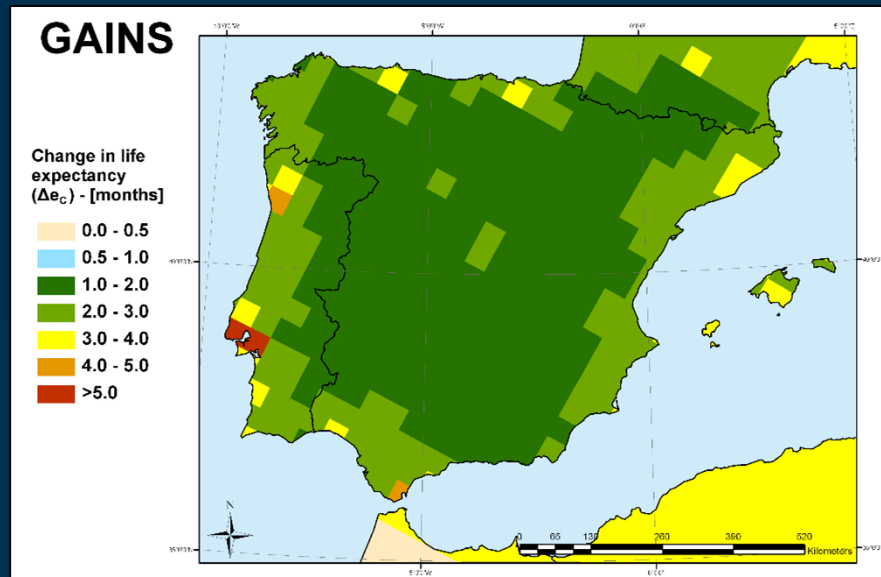 GAINS
Change in life
expectancy
(Δec) - [months]
0.0 - 0.5
0.5 - 1.0
1.0 - 2.0
2.0 - 3.0
3.0 - 4.0
4.0 - 5.0
>5.0
N
0 65 130 260 390 520
Kilometers